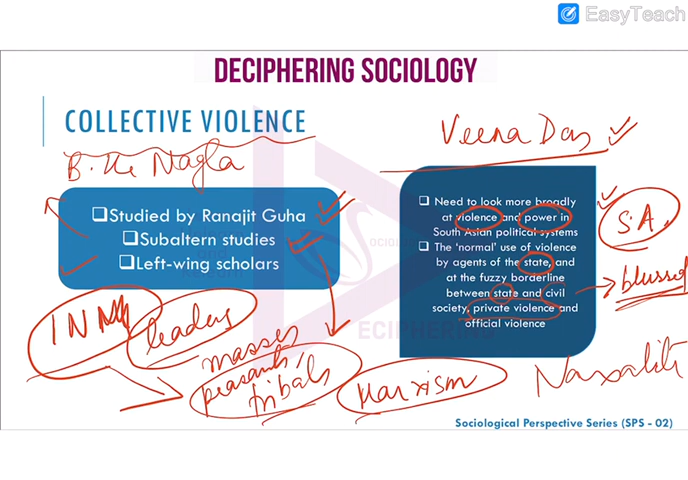 EasyTeach
DECIPHERING SOCIOLOGY
COLLECTIVE VIOLENCE
Veena Das
B. K. Nagla
Studied by Ranajit Guha
Subaltern studies
Left-wing scholars
Need to look more broadly
at violence and power in
South Asian political systems
The 'normal' use of violence
by agents of the state, and
at the fuzzy borderline
between state and civil
society, private violence and
official violence
S.A.
INM
leaders
masses
peasants,
tribals
Marxism
Naxalite
ECIPHERING
Sociological Perspective Series (SPS - 02)